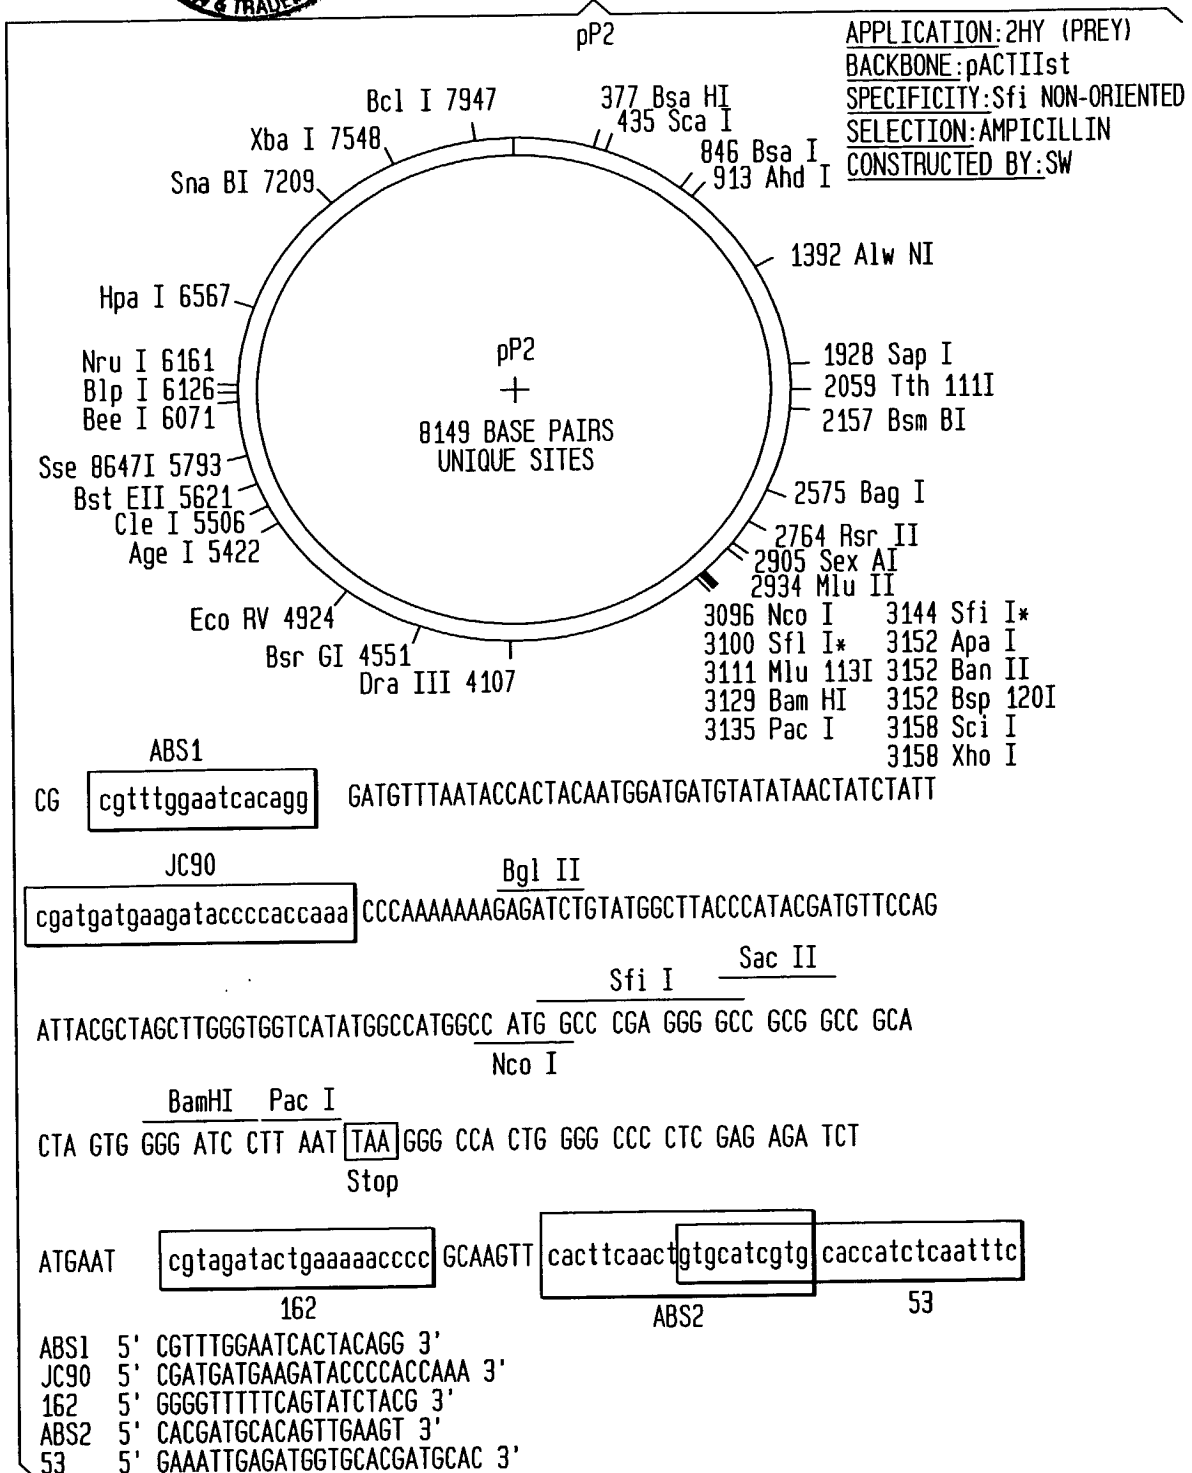 & TRADE
pP2
APPLICATION:2HY (PREY)
BACKBONE:pACTIIst
SPECIFICITY:Sfi NON-ORIENTED
SELECTION:AMPICILLIN
CONSTRUCTED BY:SW
Bcl I 7947
377 Bsa HI
435 Sca I
Xba I 7548
846 Bsa I
913 Ahd I
Sna BI 7209
1392 Alw NI
Hpa I 6567
Nru I 6161
Blp I 6126
Bee I 6071
pP2
8149 BASE PAIRS
UNIQUE SITES
1928 Sap I
2059 Tth 111I
2157 Bsm BI
Sse 8647I 5793
Bst EII 5621
Cle I 5506
Age I 5422
2575 Bag I
2764 Rsr II
2905 Sex AI
2934 Mlu II
Eco RV 4924
Bsr GI 4551
Dra III 4107
3096 Nco I 3144 Sfi I*
3100 Sfl I* 3152 Apa I
3111 Mlu 113I 3152 Ban II
3129 Bam HI 3152 Bsp 120I
3135 Pac I 3158 Sci I
3158 Xho I
ABS1
CG cgtttggaatcacagg GATGTTTAATACCACTACAATGGATGATGTATATAACTATCTATT
JC90
Bgl II
cgatgatgaagataccccaccaaa CCCAAAAAAAGAGATCTGTATGGCTTACCCATACGATGTTCCAG
Sac II
Sfi I
ATTACGCTAGCTTGGGTGGTCATATGGCCATGGCC ATG GCC CGA GGG GCC GCG GCC GCA
Nco I
BamHI Pac I
CTA GTG GGG ATC CTT AAT TAA GGG CCA CTG GGG CCC CTC GAG AGA TCT
Stop
ATGAAT cgtagatactgaaaaacccc GCAAGTT cacttcaactgtgcatcgtg caccatctcaatttc
162 ABS2 53
ABS1 5' CGTTTGGAATCACTACAGG 3'
JC90 5' CGATGATGAAGATACCCCACCAAA 3'
162 5' GGGGTTTTTCAGTATCTACG 3'
ABS2 5' CACGATGCACAGTTGAAGT 3'
53 5' GAAATTGAGATGGTGCACGATGCAC 3'